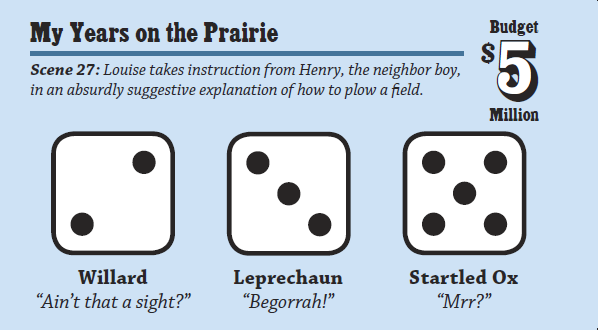 My Years on the Prairie
Budget
$5
Million
Scene 27: Louise takes instruction from Henry, the neighbor boy,
in an absurdly suggestive explanation of how to plow a field.
Willard
“Ain’t that a sight?”
Leprechaun
“Begorrah!”
Startled Ox
“Mrr?”